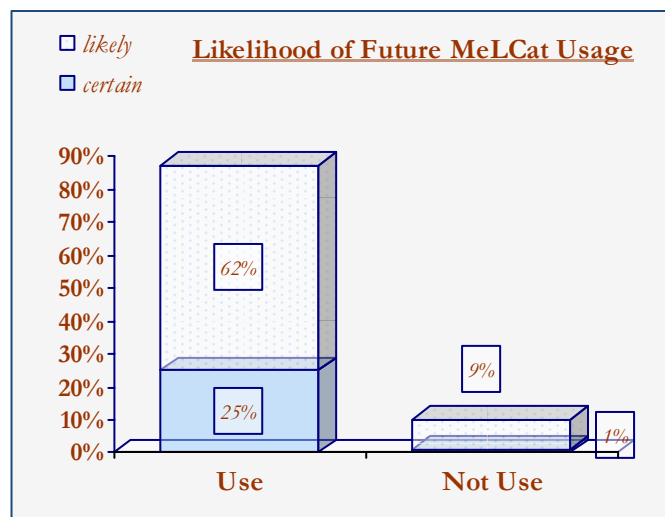 likely
certain
Likelihood of Future MeLCat Usage
90%
80%
70%
60%
50%
40%
30%
20%
10%
0%
62%
25%
9%
1%
Use
Not Use